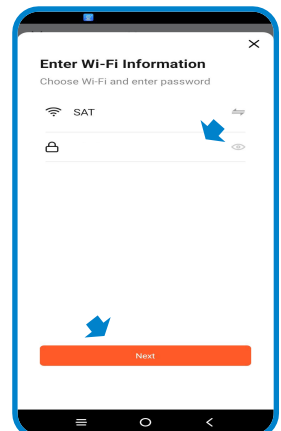 Enter Wi-Fi Information
Choose Wi-Fi and enter password
SAT
Next